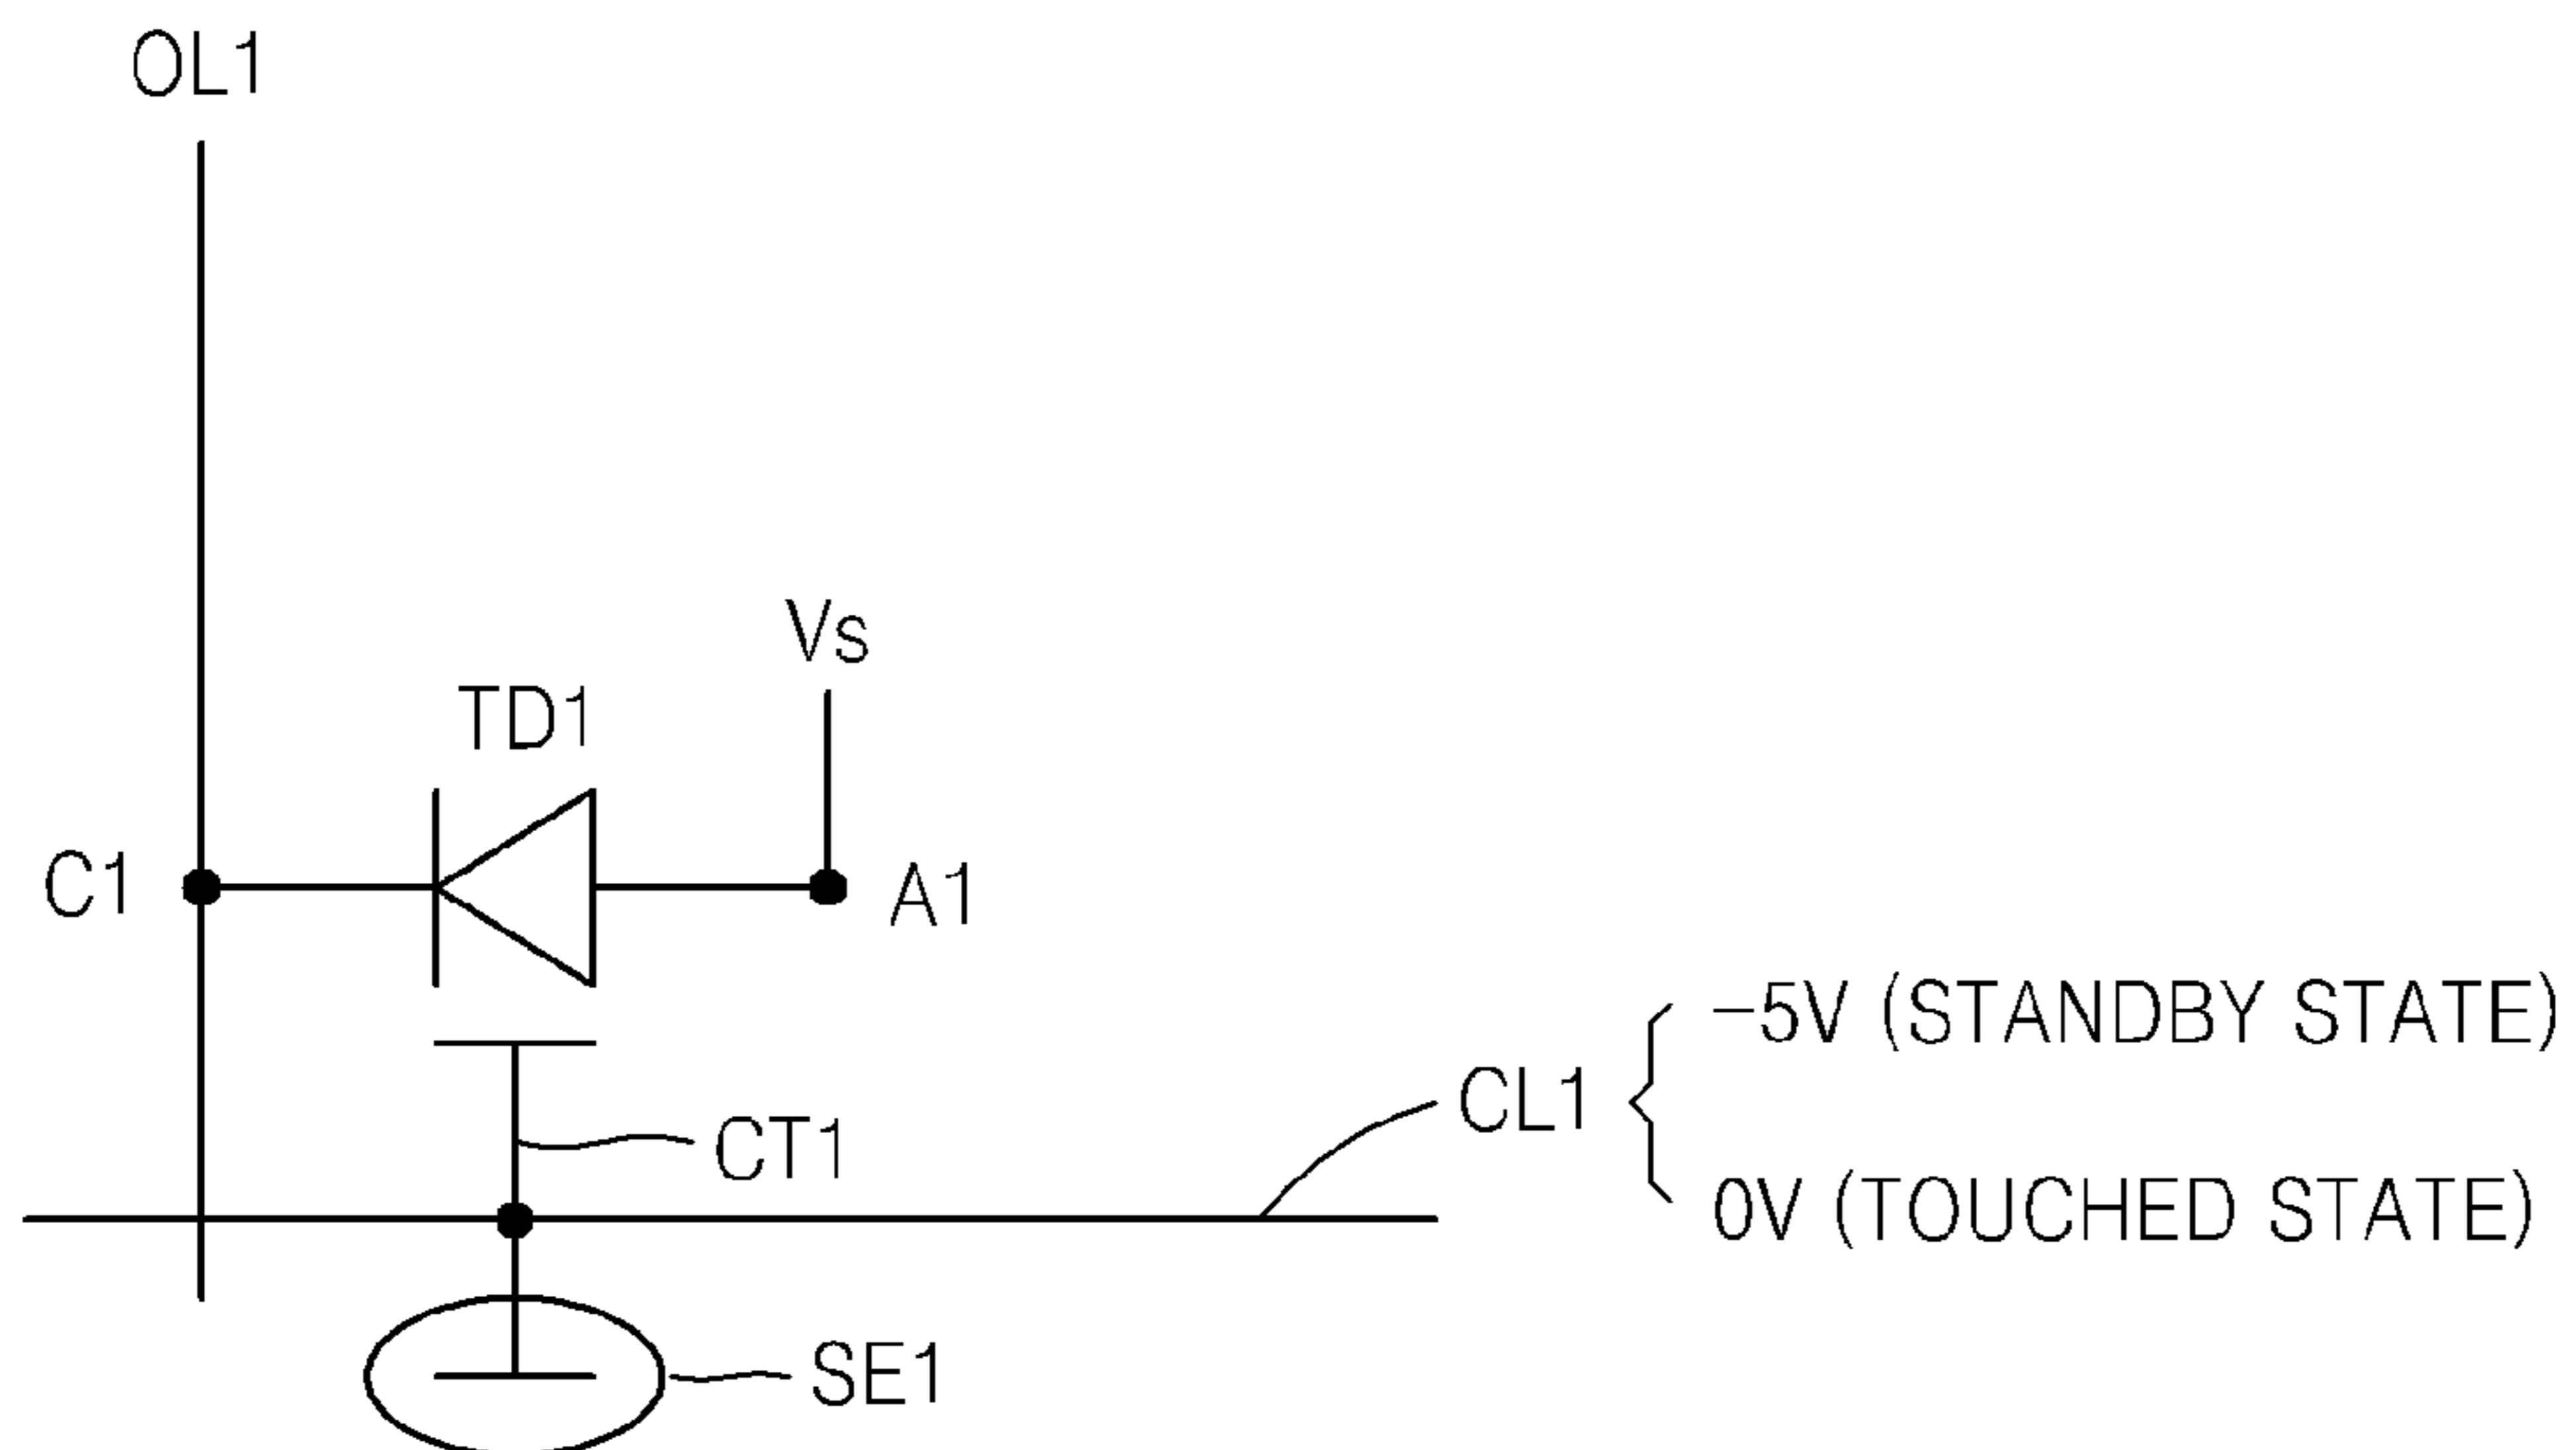 OL1
Vs
TD1
C1
A1
−5V (STANDBY STATE)
CL1
CT1
0V (TOUCHED STATE)
SE1